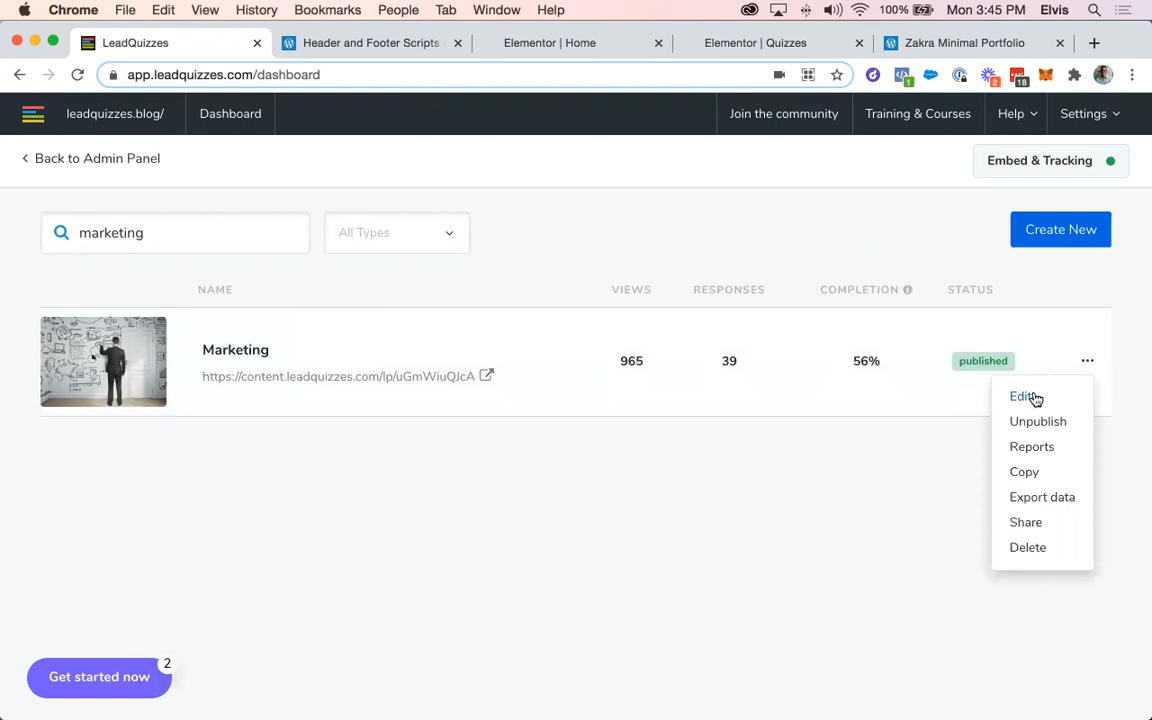 Chrome File Edit View History Bookmarks People Tab Window Help 100% Mon 3:45 PM Elvis
LeadQuizzes
Header and Footer Scripts
Elementor | Home
Elementor | Quizzes
Zakra Minimal Portfolio
app.leadquizzes.com/dashboard
1
2
18
leadquizzes.blog/ Dashboard Join the community Training & Courses Help Settings
Back to Admin Panel
Embed & Tracking
marketing
All Types
Create New
NAME VIEWS RESPONSES COMPLETION STATUS
Marketing
https://content.leadquizzes.com/lp/uGmWiuQJcA
965 39 56% published
Edit
Unpublish
Reports
Copy
Export data
Share
Delete
Get started now
2